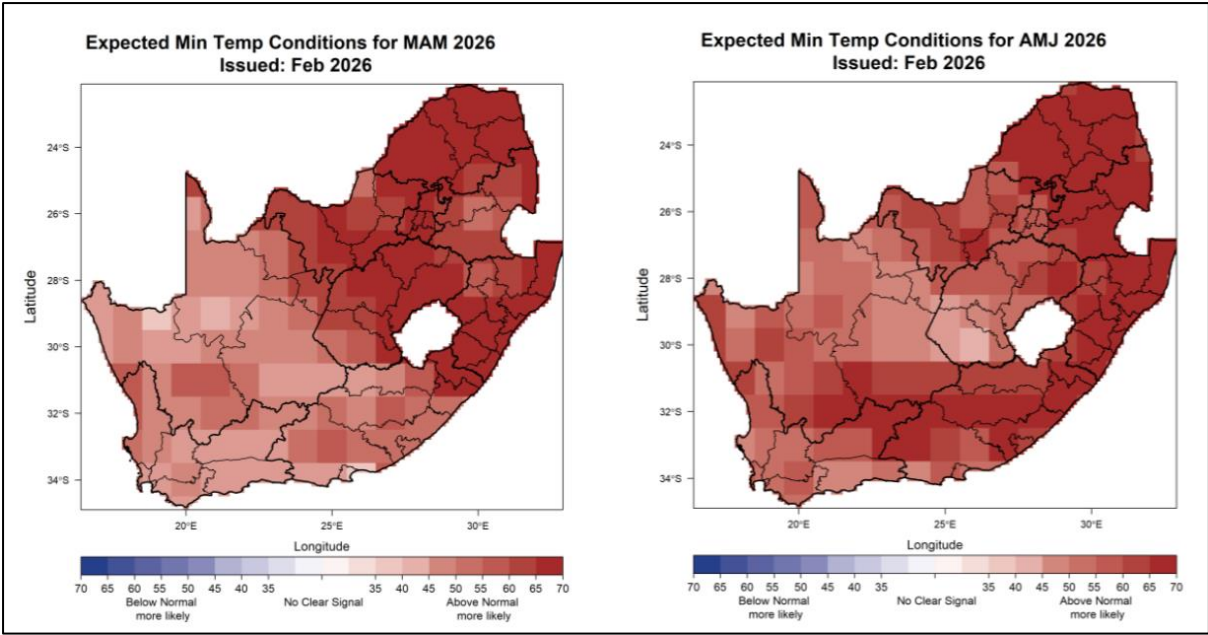 Expected Min Temp Conditions for MAM 2026
Issued: Feb 2026
24°S
26°S
28°S
30°S
32°S
34°S
Latitude
20°E
25°E
30°E
Longitude
70 65 60 55 50 45 40 35 35 40 45 50 55 60 65 70
Below Normal No Clear Signal Above Normal
more likely more likely
Expected Min Temp Conditions for AMJ 2026
Issued: Feb 2026
24°S
26°S
28°S
30°S
32°S
34°S
Latitude
20°E
25°E
30°E
Longitude
70 65 60 55 50 45 40 35 35 40 45 50 55 60 65 70
Below Normal No Clear Signal Above Normal
more likely more likely